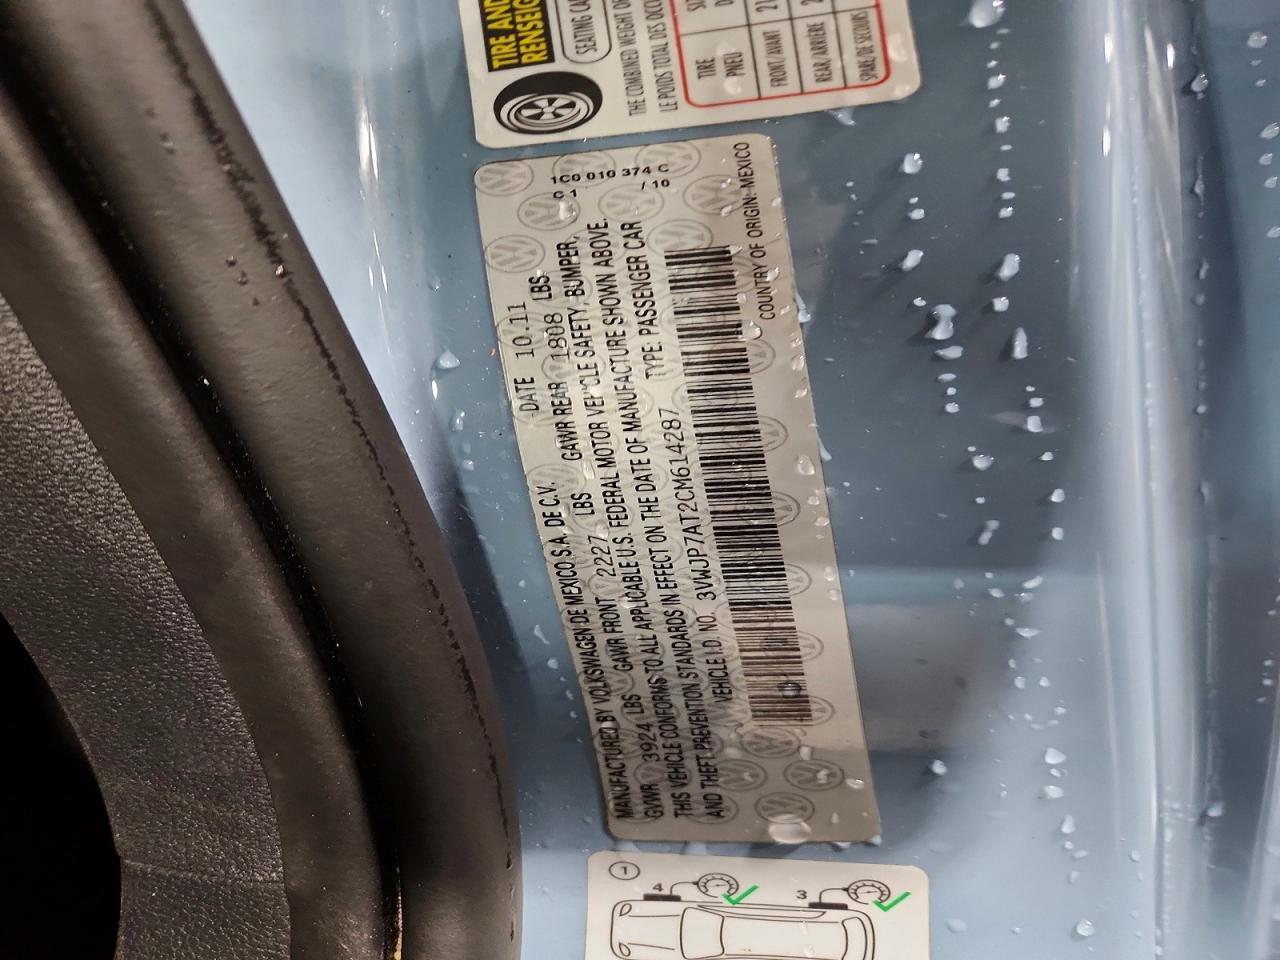 TIRE AND
RENSEIG
SEATING CA
THE COMBINED WEIGHT O
LE POIDS TOTAL DES OCCU
TIRE
PNEU
FRONT/AVANT
REAR/ARRIÈRE
SPARE/DE SECOURS
1C0 010 374 C
01 / 10
MANUFACTURED BY VOLKSWAGEN DE MEXICO S.A. DE C.V. DATE 10.11
GVWR 3924 LBS GAWR FRONT 2227 LBS GAWR REAR 1808 LBS
THIS VEHICLE CONFORMS TO ALL APPLICABLE U.S. FEDERAL MOTOR VEHICLE SAFETY, BUMPER,
AND THEFT PREVENTION STANDARDS IN EFFECT ON THE DATE OF MANUFACTURE SHOWN ABOVE.
VEHICLE I.D NO. 3VWJP7AT2CM614287 TYPE: PASSENGER CAR
COUNTRY OF ORIGIN: MEXICO
1
4
3